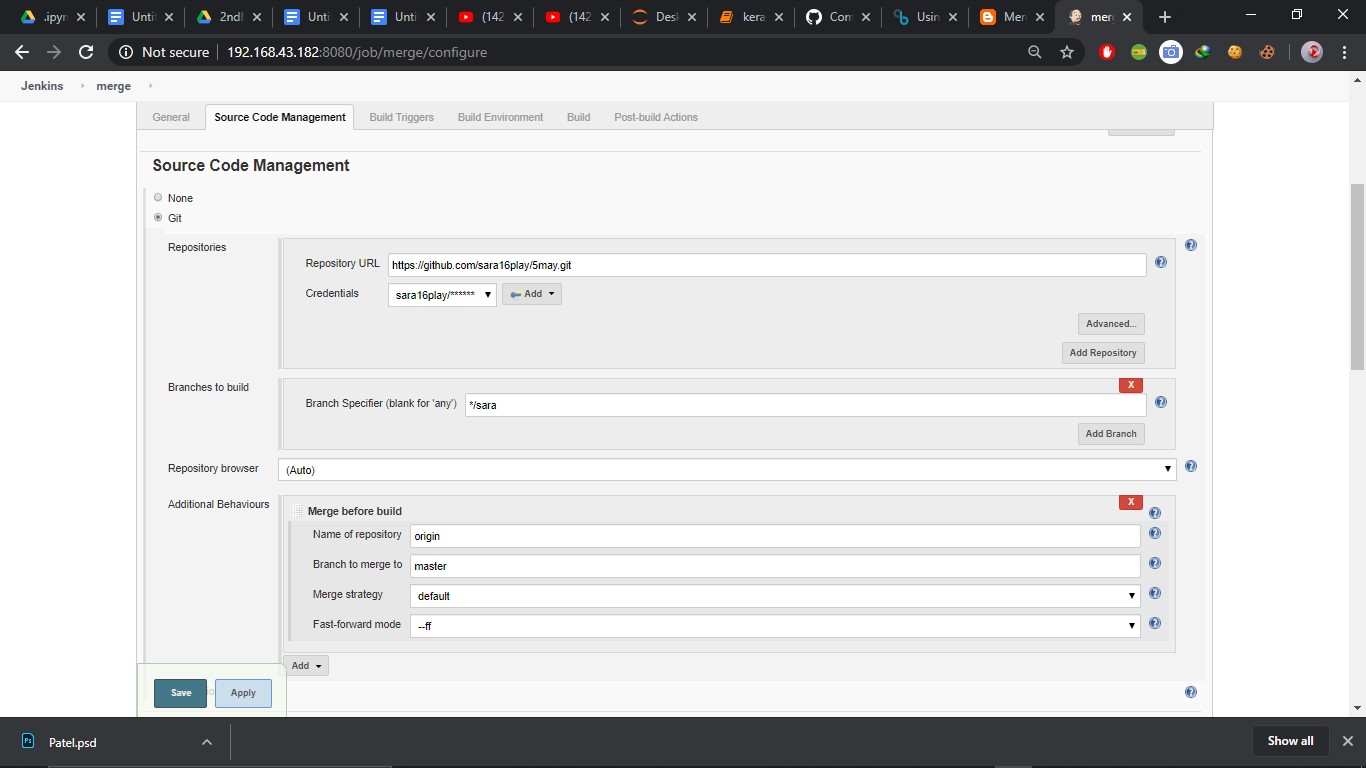 .ipyn
Untit
2ndM
Unti
Unti
(142
(142
Desk
kera
Com
Usin
Mer
mer
Not secure
192.168.43.182:8080/job/merge/configure
Jenkins
merge
General
Source Code Management
Build Triggers
Build Environment
Build
Post-build Actions
Source Code Management
None
Git
Repositories
Repository URL
https://github.com/sara16play/5may.git
Credentials
sara16play/******
Add
Advanced...
Add Repository
Branches to build
X
Branch Specifier (blank for 'any')
*/sara
Add Branch
Repository browser
(Auto)
Additional Behaviours
X
Merge before build
Name of repository
origin
Branch to merge to
master
Merge strategy
default
Fast-forward mode
--ff
Add
Save
Apply
Ps
Patel.psd
Show all